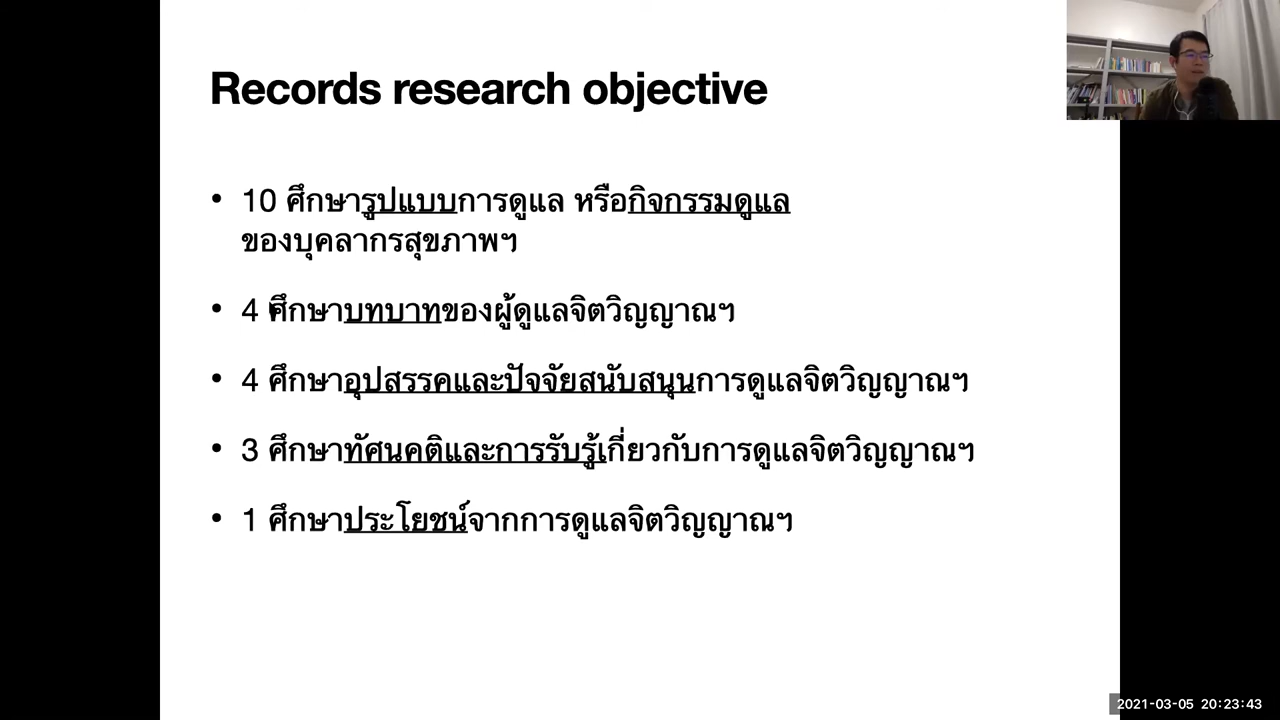 Records research objective
• 10 ศึกษารูปแบบการดูแล หรือกิจกรรมดูแล
ของบุคลากรสุขภาพฯ
• 4 ศึกษาบทบาทของผู้ดูแลจิตวิญญาณฯ
• 4 ศึกษาอุปสรรคและปัจจัยสนับสนุนการดูแลจิตวิญญาณฯ
• 3 ศึกษาทัศนคติและการรับรู้เกี่ยวกับการดูแลจิตวิญญาณฯ
• 1 ศึกษาประโยชน์จากการดูแลจิตวิญญาณฯ
2021-03-05 20:23:43